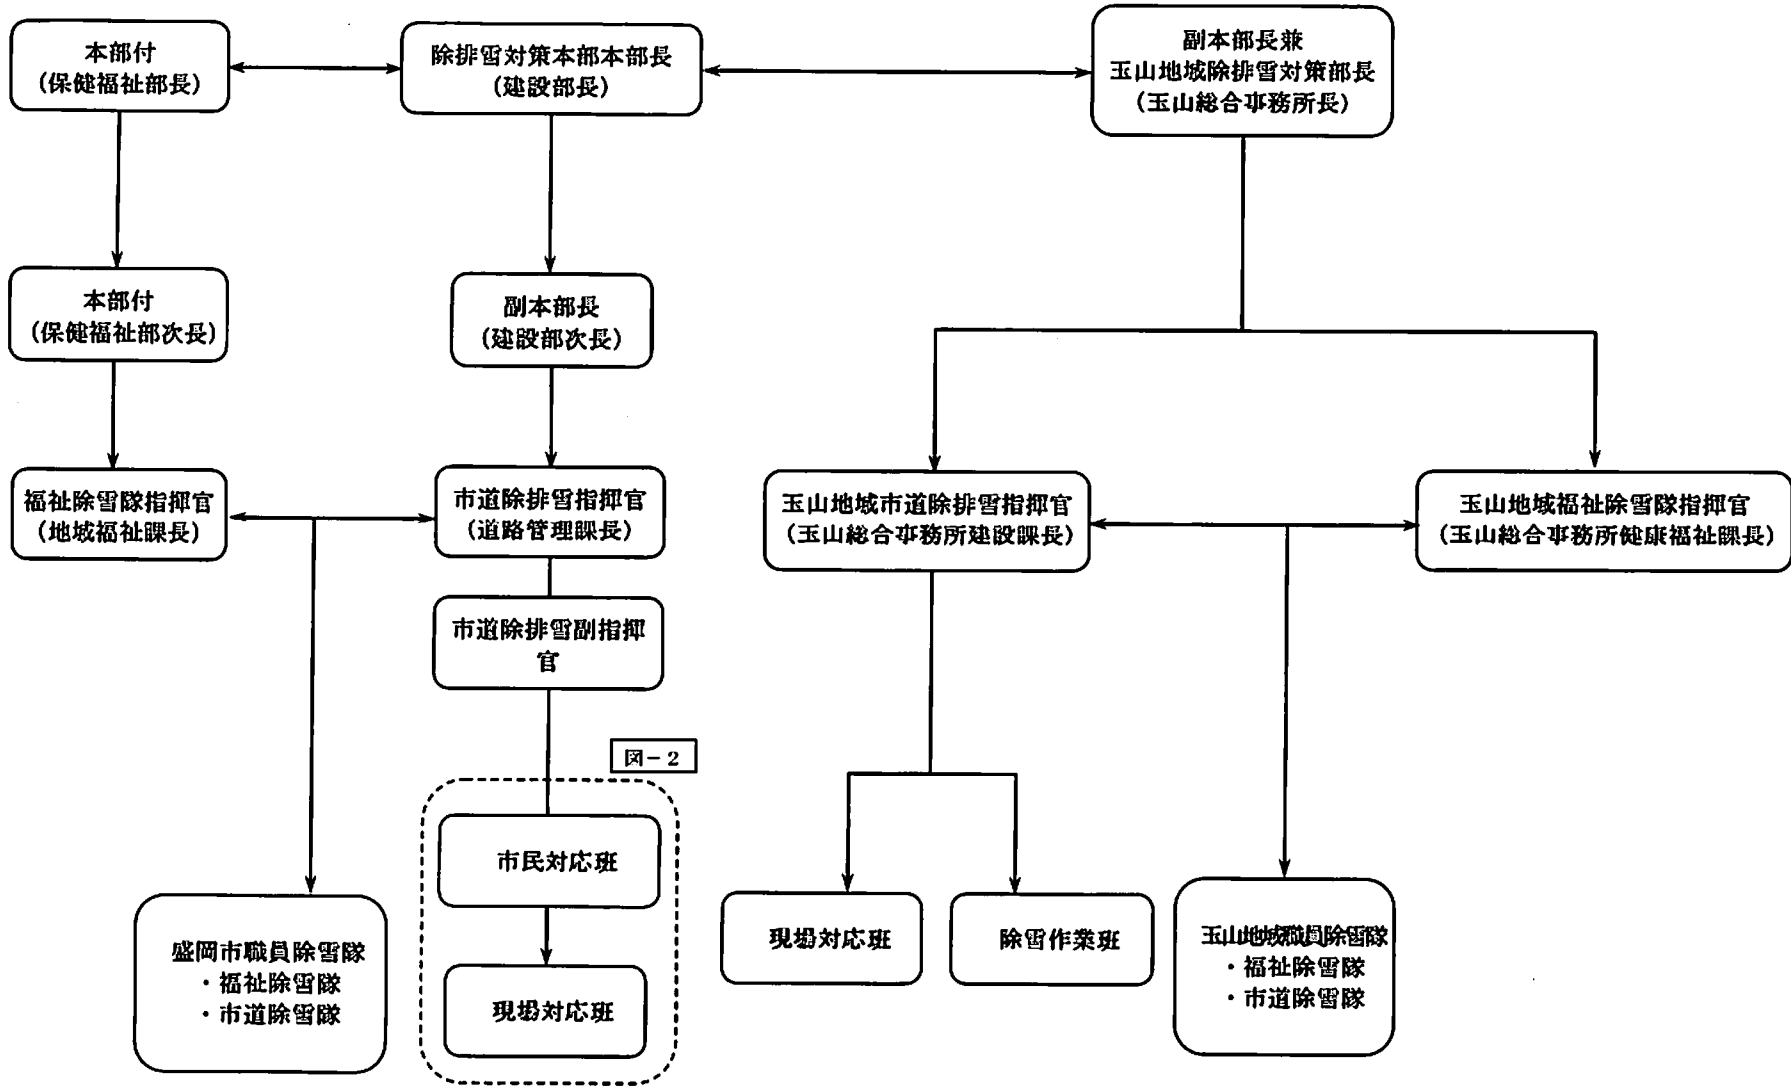 本部付
(保健福祉部長)
除排雪対策本部本部長
(建設部長)
副本部長兼
玉山地域除排雪対策部長
(玉山総合事務所長)
本部付
(保健福祉部次長)
副本部長
(建設部次長)
福祉除雪隊指揮官
(地域福祉課長)
市道除排雪指揮官
(道路管理課長)
玉山地域市道除排雪指揮官
(玉山総合事務所建設課長)
玉山地域福祉除雪隊指揮官
(玉山総合事務所健康福祉課長)
市道除排雪副指揮
官
図-2
市民対応班
現場対応班
盛岡市職員除雪隊
・福祉除雪隊
・市道除雪隊
現場対応班
除雪作業班
玉山地域職員除雪隊
・福祉除雪隊
・市道除雪隊